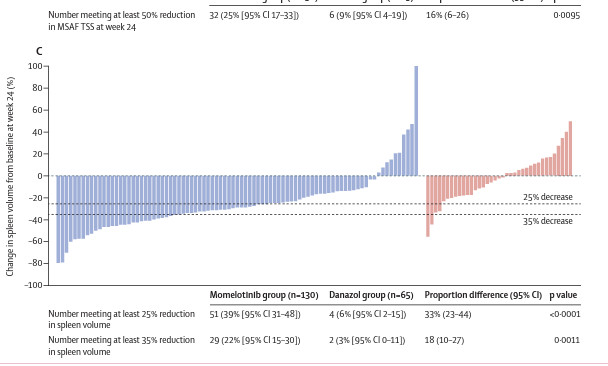 Number meeting at least 50% reduction 32 (25% [95% CI 17–33]) 6 (9% [95% CI 4–19]) 16% (6–26) 0·0095
in MSAF TSS at week 24
C
Change in spleen volume from baseline at week 24 (%)
100
80
60
40
20
0
–20
–40
–60
–80
–100
25% decrease
35% decrease
Momelotinib group (n=130) Danazol group (n=65) Proportion difference (95% CI) p value
Number meeting at least 25% reduction 51 (39% [95% CI 31–48]) 4 (6% [95% CI 2–15]) 33% (23–44) <0·0001
in spleen volume
Number meeting at least 35% reduction 29 (22% [95% CI 15–30]) 2 (3% [95% CI 0–11]) 18 (10–27) 0·0011
in spleen volume